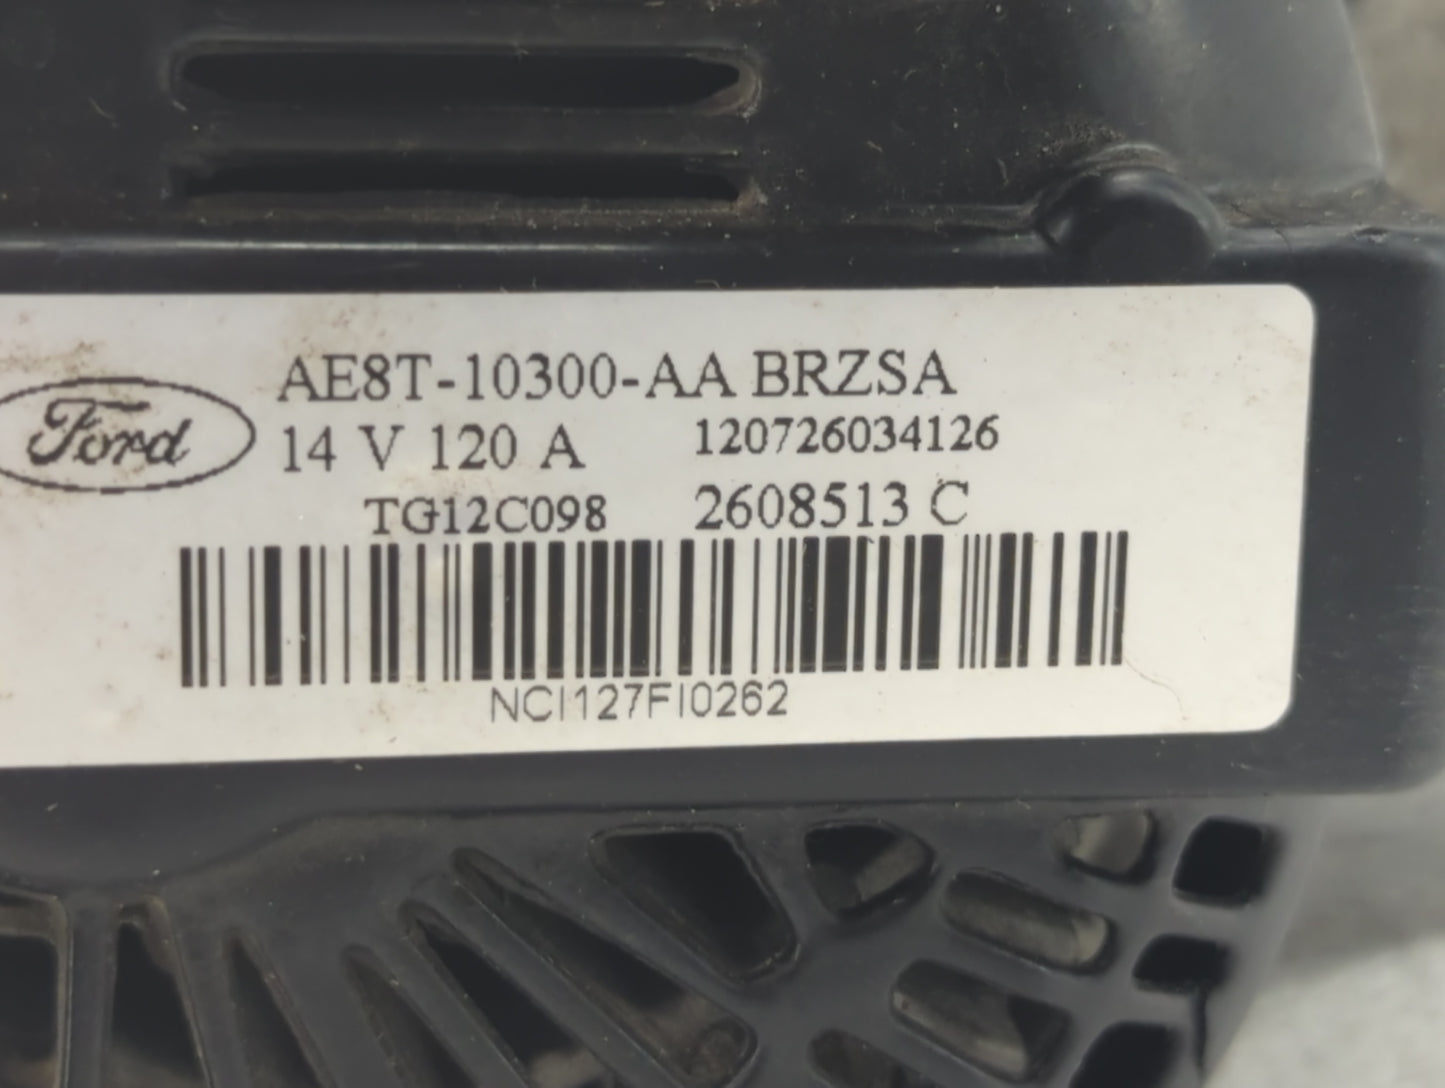 Ford
AE8T-10300-AA BRZSA
14 V 120 A 120726034126
TG12C098 2608513 C
NCI127FI0262